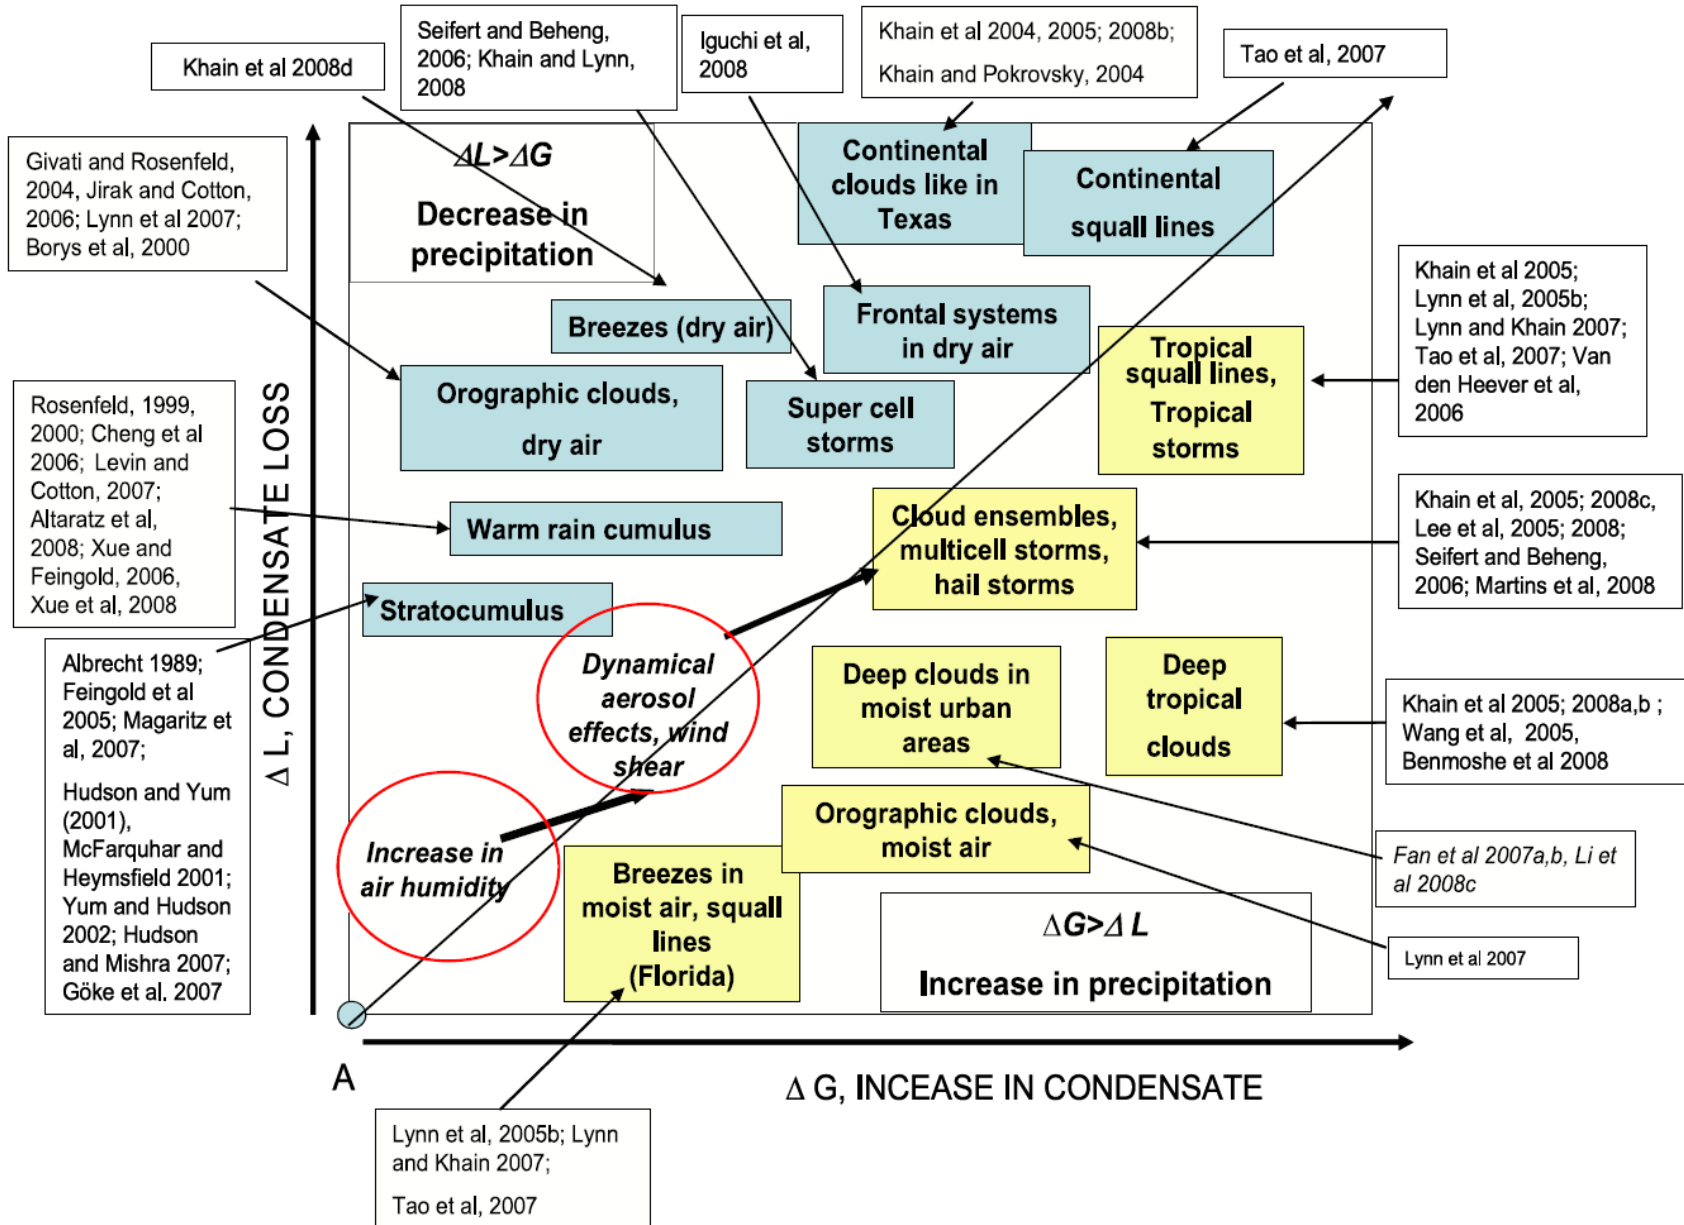 Khain et al 2008d
Seifert and Beheng,
2006; Khain and Lynn,
2008
Iguchi et al,
2008
Khain et al 2004, 2005; 2008b;
Khain and Pokrovsky, 2004
Tao et al, 2007
Givati and Rosenfeld,
2004, Jirak and Cotton,
2006; Lynn et al 2007;
Borys et al, 2000
ΔL>ΔG
Decrease in
precipitation
Continental
clouds like in
Texas
Continental
squall lines
Khain et al 2005;
Lynn et al, 2005b;
Lynn and Khain 2007;
Tao et al, 2007; Van
den Heever et al,
2006
Breezes (dry air)
Frontal systems
in dry air
Tropical
squall lines,
Tropical
storms
Orographic clouds,
dry air
Super cell
storms
Rosenfeld, 1999,
2000; Cheng et al
2006; Levin and
Cotton, 2007;
Altaratz et al,
2008; Xue and
Feingold, 2006,
Xue et al, 2008
Δ L, CONDENSATE LOSS
Warm rain cumulus
Cloud ensembles,
multicell storms,
hail storms
Khain et al, 2005; 2008c,
Lee et al, 2005; 2008;
Seifert and Beheng,
2006; Martins et al, 2008
Stratocumulus
Albrecht 1989;
Feingold et al
2005; Magaritz et
al, 2007;
Hudson and Yum
(2001),
McFarquhar and
Heymsfield 2001;
Yum and Hudson
2002; Hudson
and Mishra 2007;
Göke et al, 2007
Dynamical
aerosol
effects, wind
shear
Deep clouds in
moist urban
areas
Deep
tropical
clouds
Khain et al 2005; 2008a,b ;
Wang et al, 2005,
Benmoshe et al 2008
Increase in
air humidity
Orographic clouds,
moist air
Fan et al 2007a,b, Li et
al 2008c
Breezes in
moist air, squall
lines
(Florida)
ΔG>Δ L
Increase in precipitation
Lynn et al 2007
A
Δ G, INCEASE IN CONDENSATE
Lynn et al, 2005b; Lynn
and Khain 2007;
Tao et al, 2007